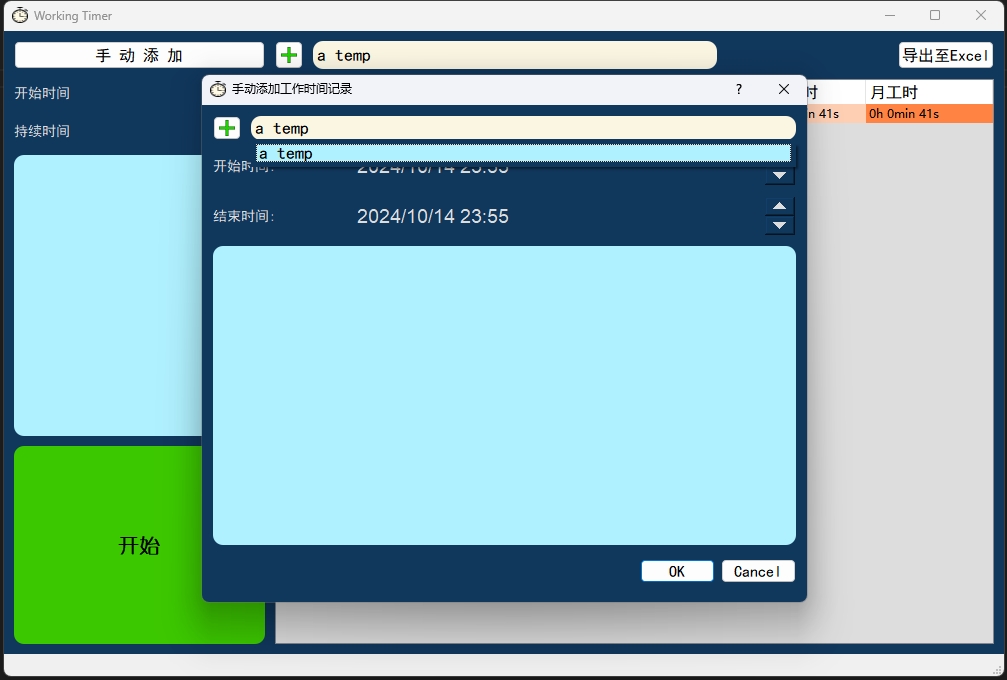 Working Timer
手 动 添 加
a temp
导出至Excel
开始时间
持续时间
时
月工时
n 41s
0h 0min 41s
开始
手动添加工作时间记录
?
a temp
a temp
开始时间:
2024/10/14 23:55
结束时间:
2024/10/14 23:55
OK
Cancel